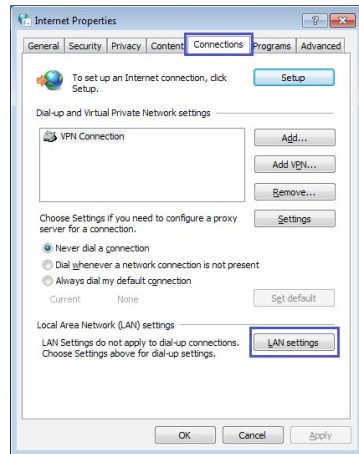 Internet Properties
General Security Privacy Content Connections Programs Advanced
To set up an Internet connection, click
Setup.
Setup
Dial-up and Virtual Private Network settings
VPN Connection
Add...
Add VPN...
Remove...
Choose Settings if you need to configure a proxy
server for a connection.
Settings
Never dial a connection
Dial whenever a network connection is not present
Always dial my default connection
Current None
Set default
Local Area Network (LAN) settings
LAN Settings do not apply to dial-up connections.
Choose Settings above for dial-up settings.
LAN settings
OK Cancel Apply